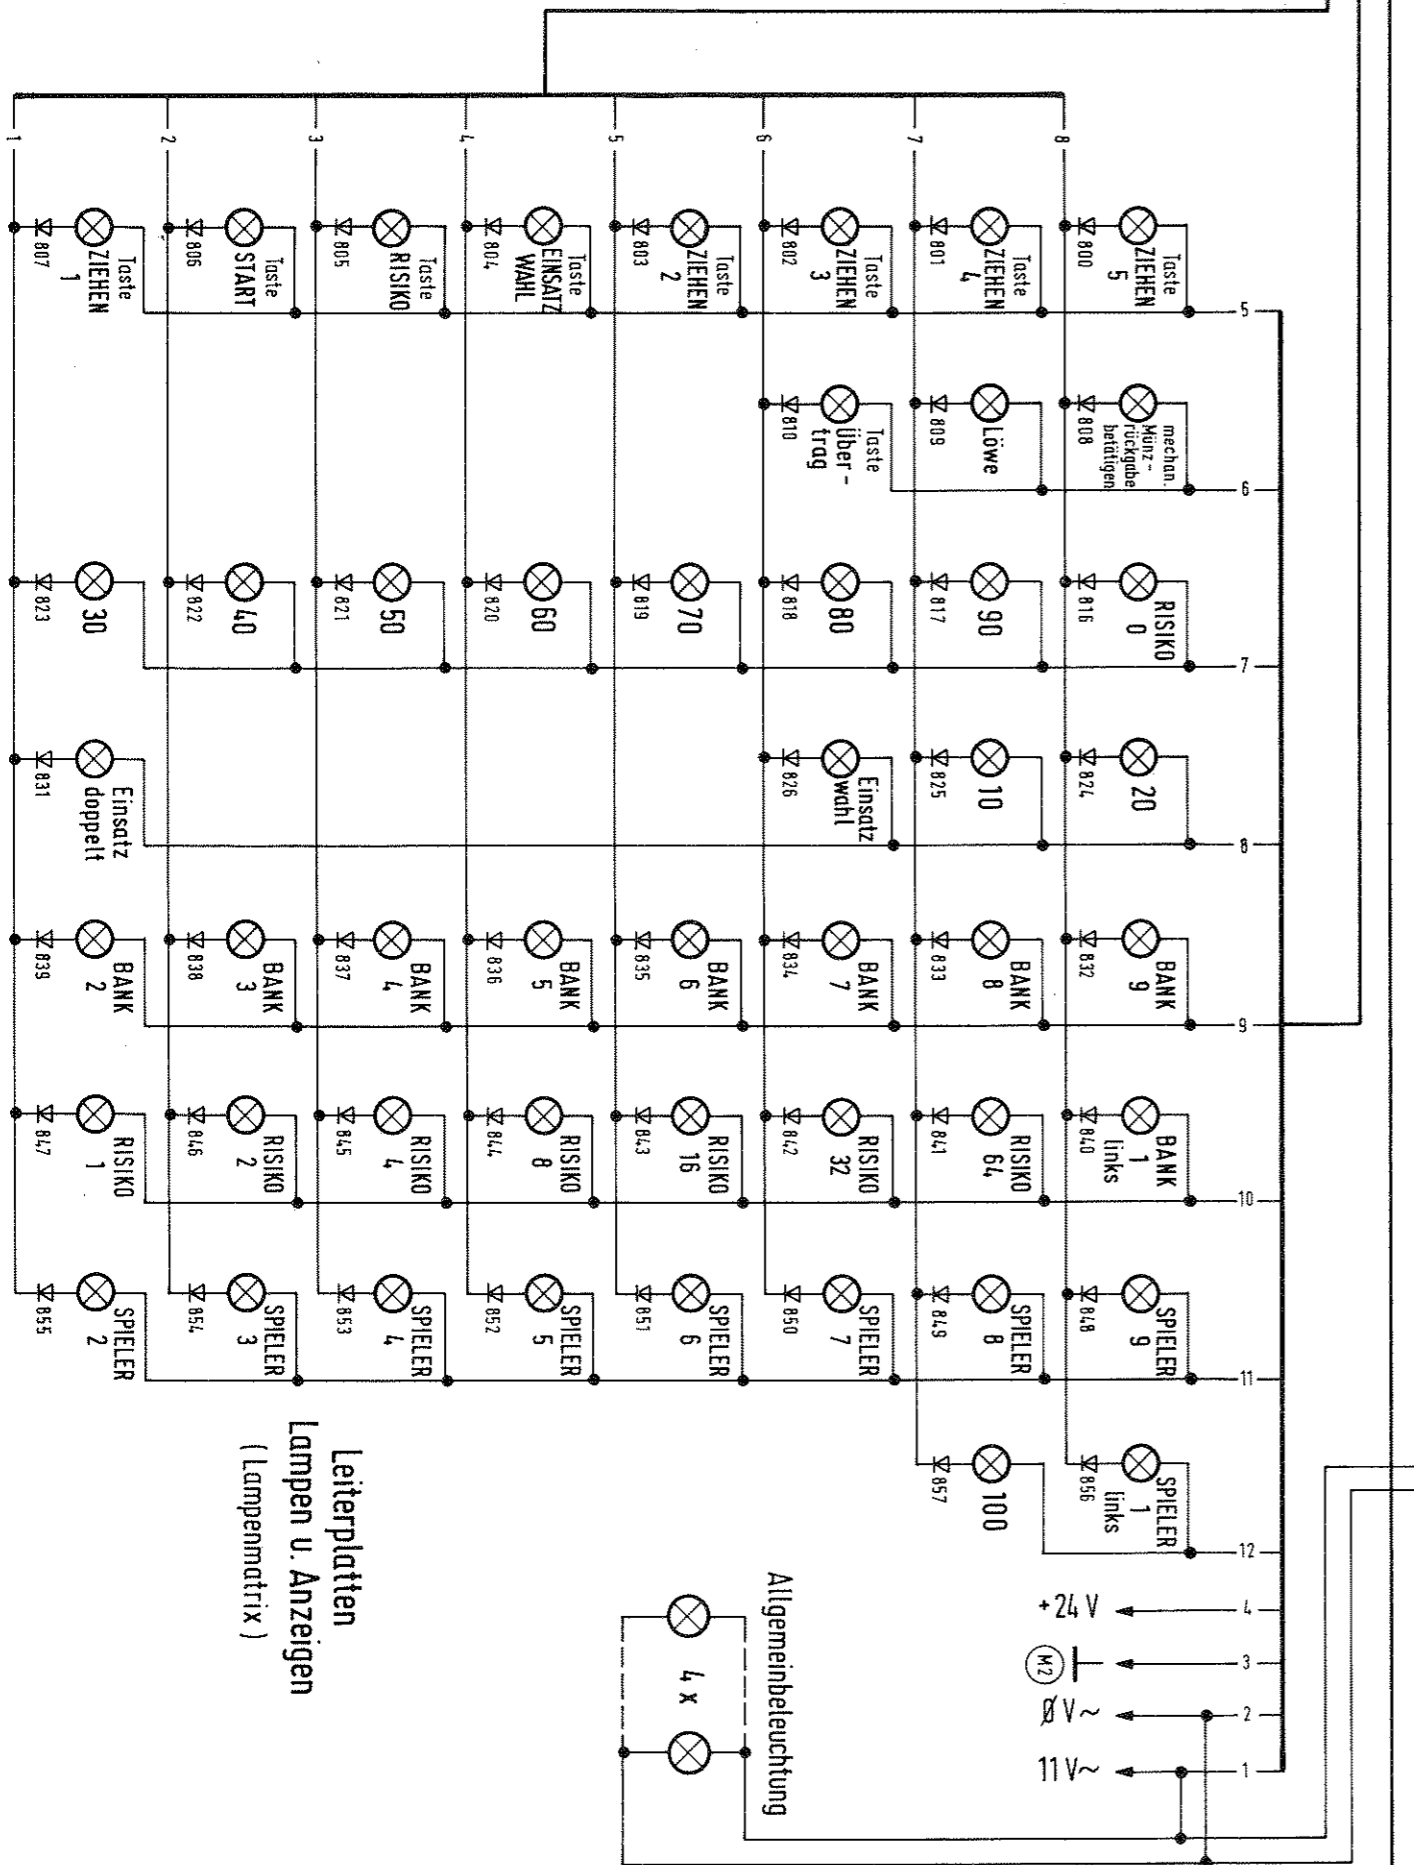 1
2
3
4
5
6
7
8
Taste
ZIEHEN
1
807
Taste
START
806
Taste
RISIKO
805
Taste
EINSATZ
WAHL
804
Taste
ZIEHEN
2
803
Taste
ZIEHEN
3
802
Taste
ZIEHEN
4
801
Taste
ZIEHEN
5
800
5
Taste
Über-
trag
810
Löwe
809
mechan.
Münz-
rückgabe
betätigen
808
6
30
823
40
822
50
821
60
820
70
819
80
818
90
817
RISIKO
0
816
7
Einsatz
doppelt
831
Einsatz
wahl
826
10
825
20
824
8
BANK
2
839
BANK
3
838
BANK
4
837
BANK
5
836
BANK
6
835
BANK
7
834
BANK
8
833
BANK
9
832
9
RISIKO
1
847
RISIKO
2
846
RISIKO
4
845
RISIKO
8
844
RISIKO
16
843
RISIKO
32
842
RISIKO
64
841
BANK
1
links
840
10
SPIELER
2
855
SPIELER
3
854
SPIELER
4
853
SPIELER
5
852
SPIELER
6
851
SPIELER
7
850
SPIELER
8
849
SPIELER
9
848
11
100
857
SPIELER
1
links
856
12
+24 V
4
M2
3
Ø V~
2
11 V~
1
Allgemeinbeleuchtung
4 x
Leiterplatten
Lampen u. Anzeigen
(Lampenmatrix)